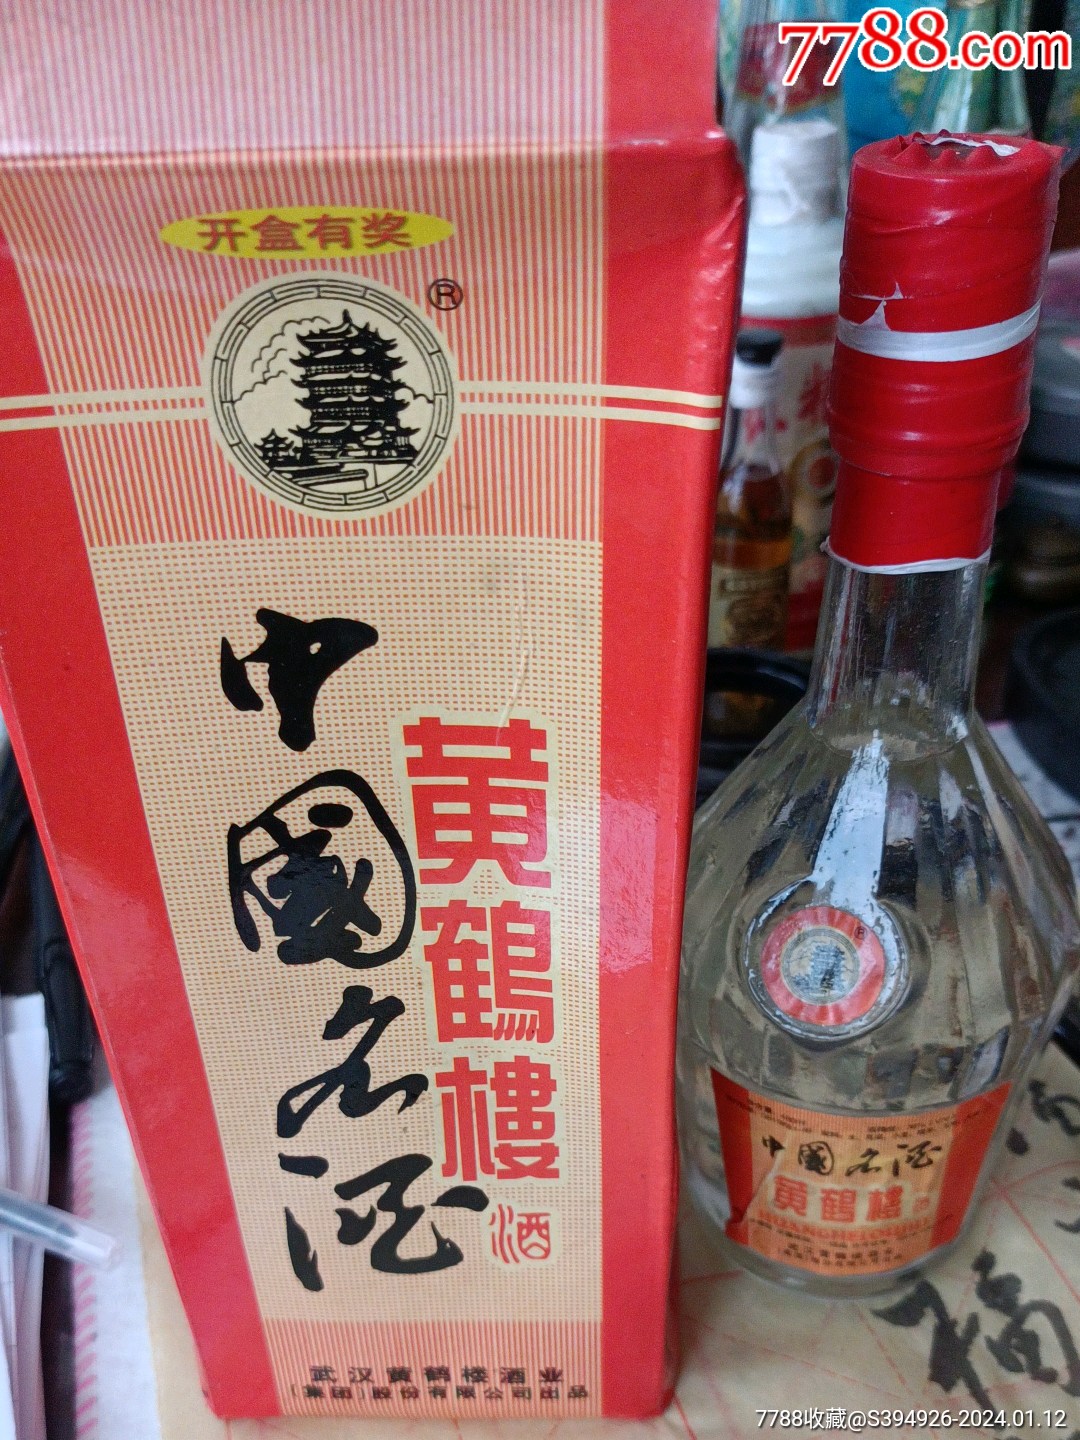 7788.com
开盒有奖
®
中國名酒
黄鶴樓
酒
武汉黄鹤楼酒业
(集团)股份有限公司出品
®
中國名酒
黄鶴樓酒
福
7788收藏@S394926-2024.01.12